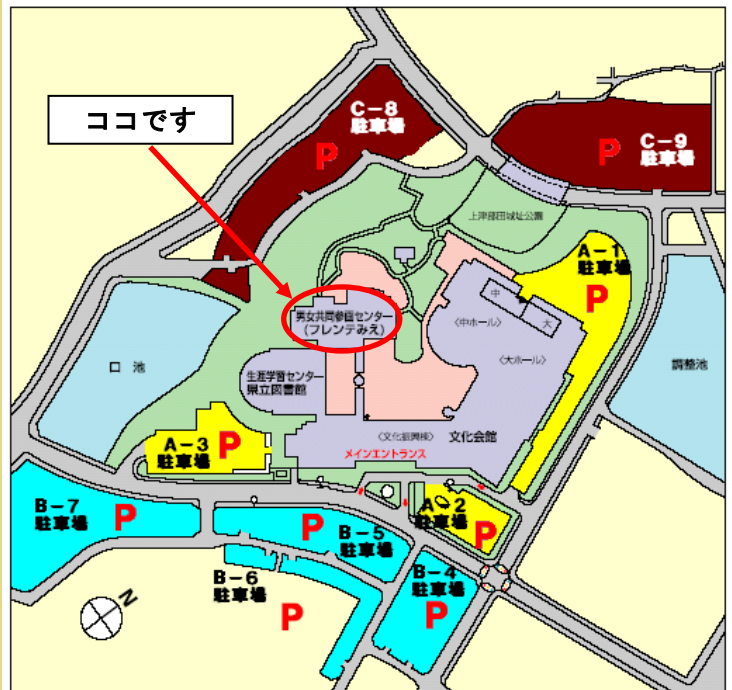 C-8
駐車場
P
ココです
C-9
駐車場
P
上津部田城址公園
A-1
駐車場
P
中
大
男女共同参画センター
(フレンテみえ)
〈中ホール〉
〈大ホール〉
口 池
調整池
生涯学習センター
県立図書館
〈文化振興棟〉 文化会館
メインエントランス
A-3
駐車場
P
B-7
駐車場
P
P
B-5
駐車場
A-2
駐車場
P
B-6
駐車場
P
B-4
駐車場
P
N